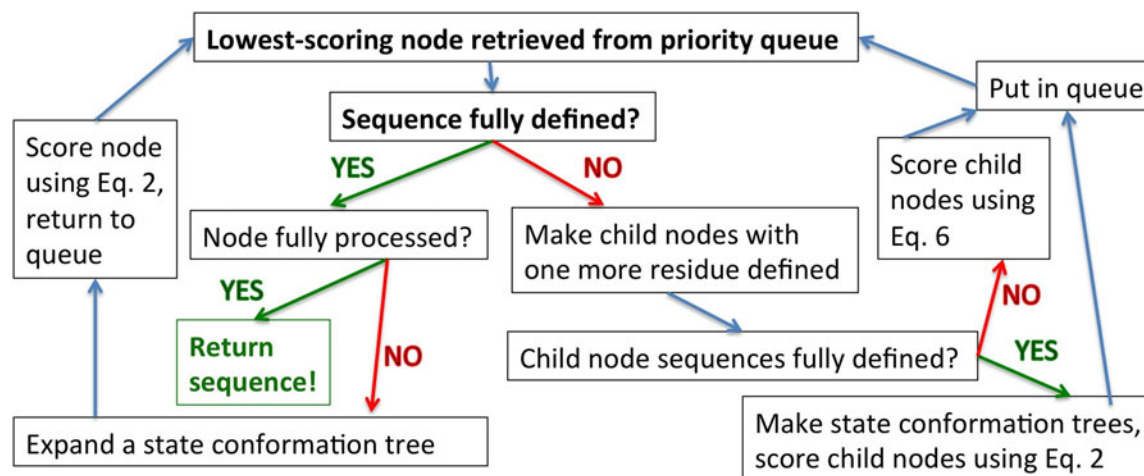 Lowest-scoring node retrieved from priority queue
Put in queue
Sequence fully defined?
Score node
using Eq. 2,
return to
queue
YES
NO
Score child
nodes using
Eq. 6
Node fully processed?
Make child nodes with
one more residue defined
YES
NO
NO
Return
sequence!
Child node sequences fully defined?
YES
Expand a state conformation tree
Make state conformation trees,
score child nodes using Eq. 2